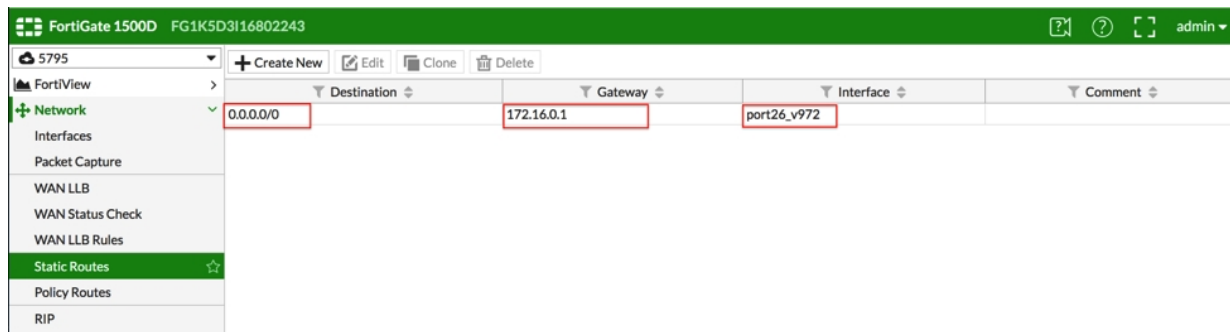 FortiGate 1500D FG1K5D3I16802243 admin
5795
Create New Edit Clone Delete
FortiView
Destination Gateway Interface Comment
Network
0.0.0.0/0 172.16.0.1 port26_v972
Interfaces
Packet Capture
WAN LLB
WAN Status Check
WAN LLB Rules
Static Routes
Policy Routes
RIP